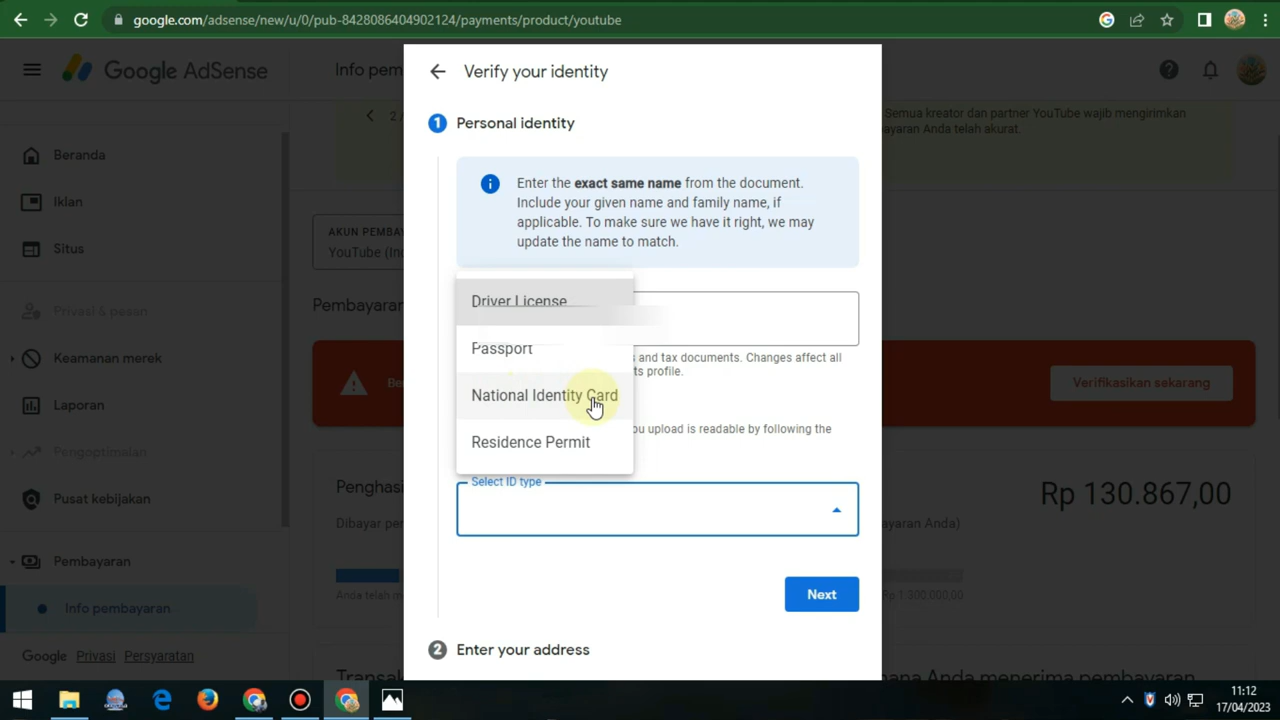 google.com/adsense/new/u/0/pub-8428086404902124/payments/product/youtube
Google AdSense
Info pem
Verify your identity
2 /
Semua kreator dan partner YouTube wajib mengirimkan
ayaran Anda telah akurat.
1 Personal identity
Beranda
Iklan
Situs
Privasi & pesan
Keamanan merek
Laporan
Pengoptimalan
Pusat kebijakan
Pembayaran
Info pembayaran
Google Privasi Persyaratan
AKUN PEMBAY
YouTube (Ind
Pembayaran
Be
Verifikasikan sekarang
Enter the exact same name from the document.
Include your given name and family name, if
applicable. To make sure we have it right, we may
update the name to match.
Driver License
Passport
National Identity Card
Residence Permit
and tax documents. Changes affect all
ts profile.
ou upload is readable by following the
Select ID type
Next
2 Enter your address
Penghasi
Dibayar pe
ayaran Anda)
Rp 130.867,00
Anda telah m
Rp 1.300.000,00
Transak
ana Anda menerima pembayaran
11:12
17/04/2023